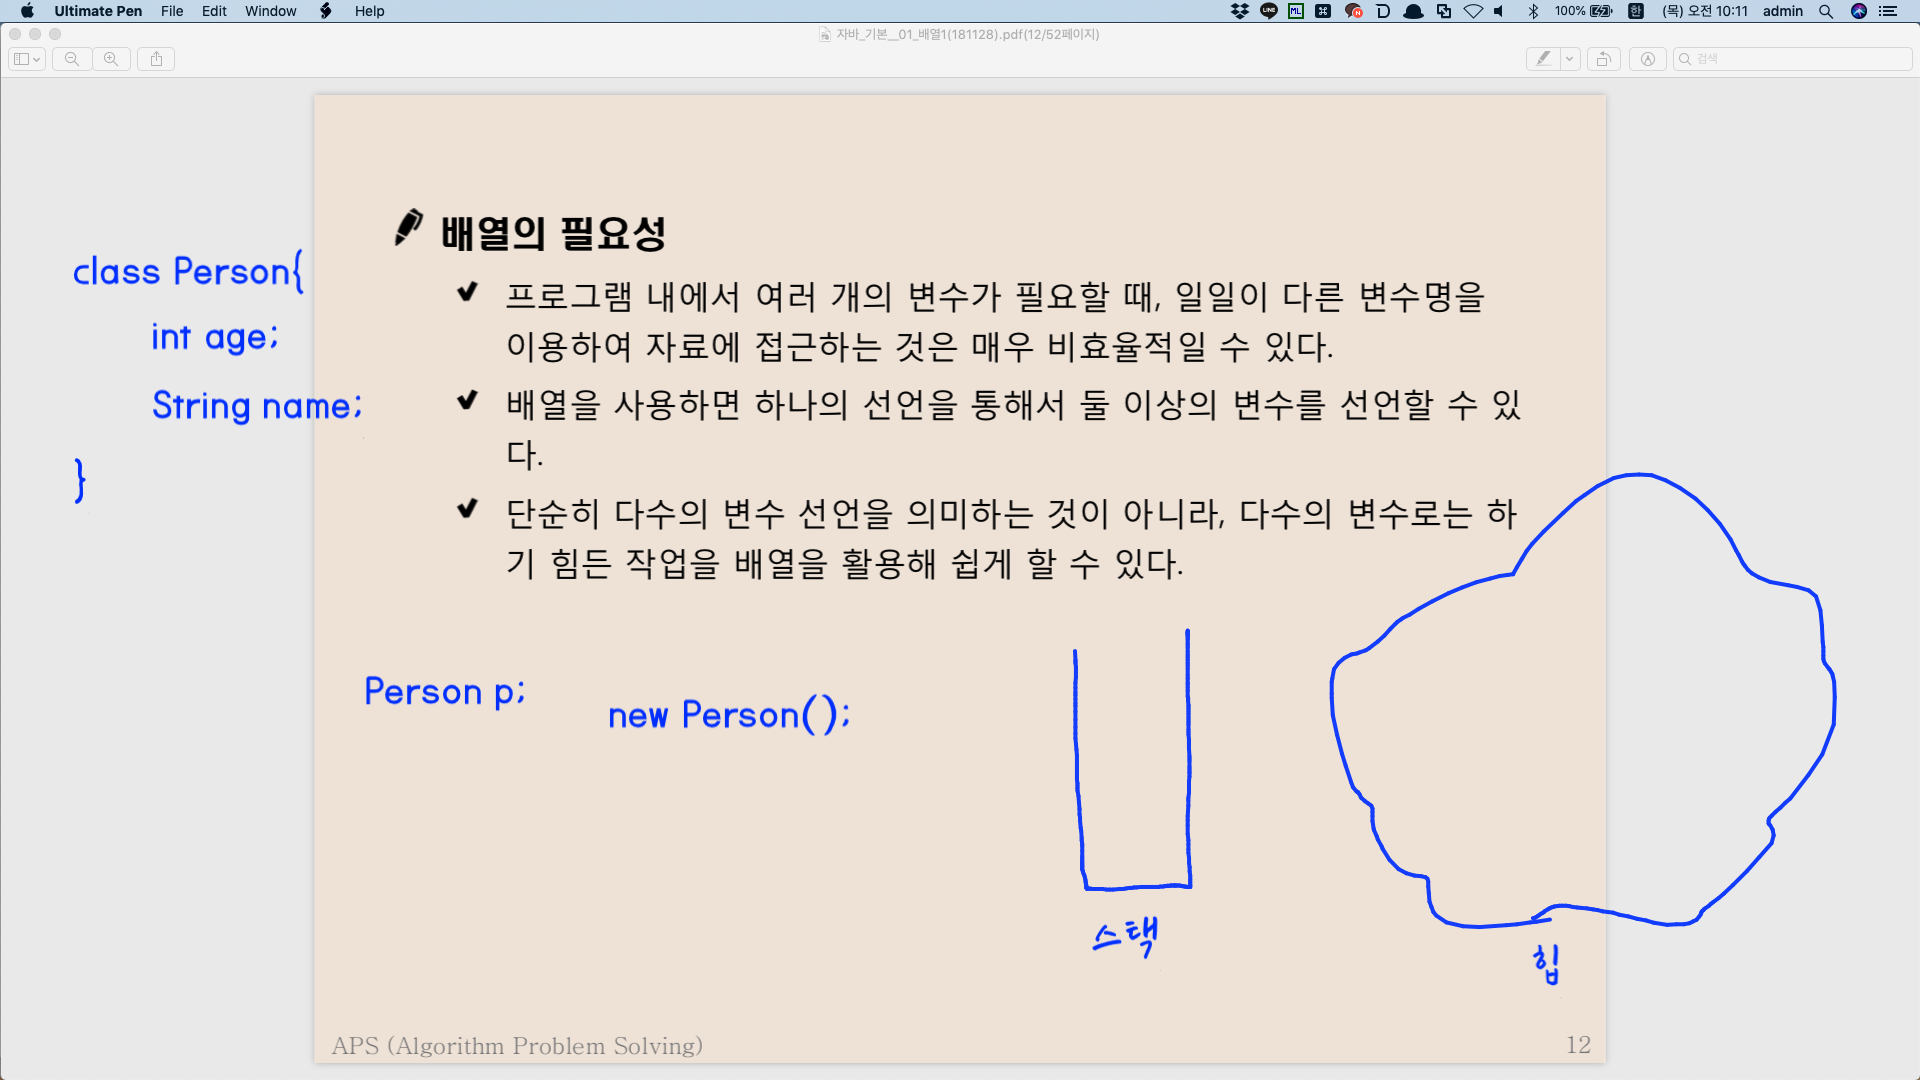 Ultimate Pen File Edit Window Help
100% 한 (목) 오전 10:11 admin
자바_기본__01_배열1(181128).pdf(12/52페이지)
검색
배열의 필요성
프로그램 내에서 여러 개의 변수가 필요할 때, 일일이 다른 변수명을
이용하여 자료에 접근하는 것은 매우 비효율적일 수 있다.
배열을 사용하면 하나의 선언을 통해서 둘 이상의 변수를 선언할 수 있
다.
단순히 다수의 변수 선언을 의미하는 것이 아니라, 다수의 변수로는 하
기 힘든 작업을 배열을 활용해 쉽게 할 수 있다.
class Person{
int age;
String name;
}
Person p;
new Person();
스택
힙
APS (Algorithm Problem Solving)
12